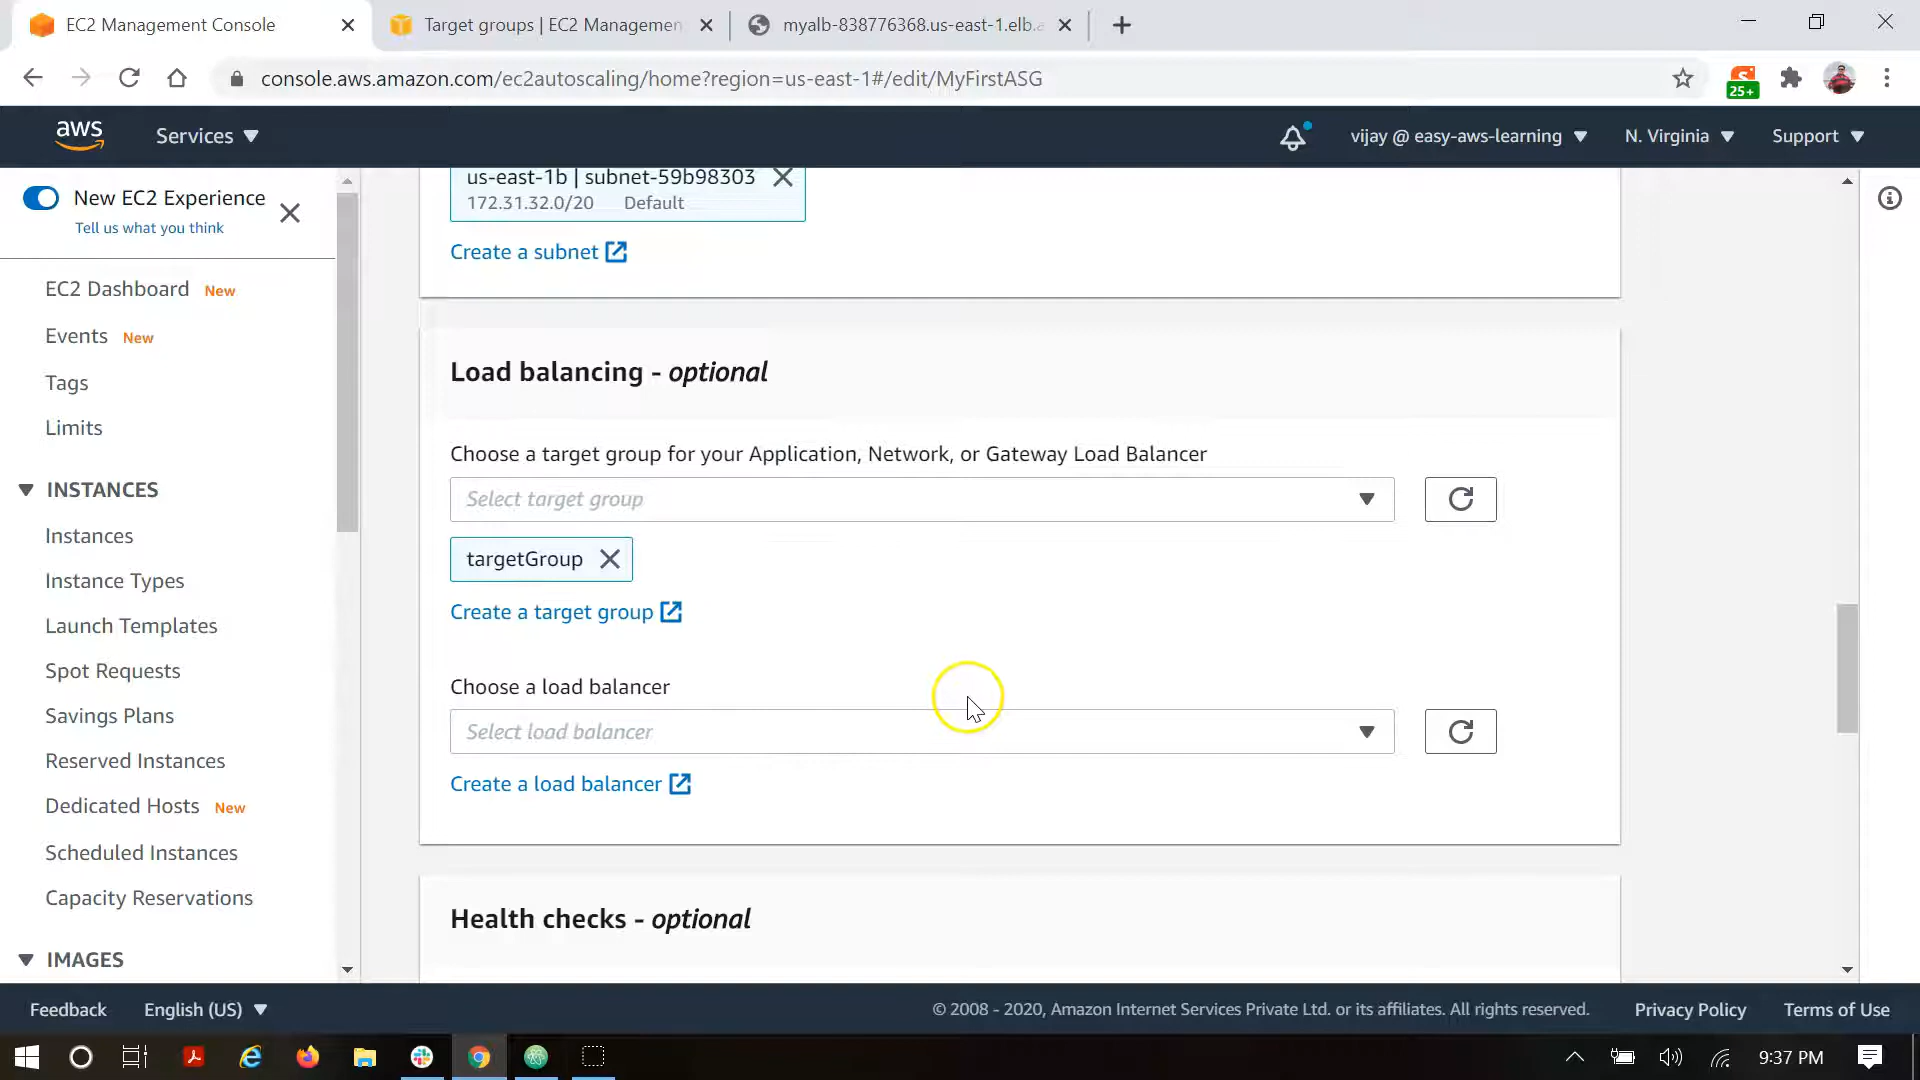 EC2 Management Console
Target groups | EC2 Managemen
myalb-838776368.us-east-1.elb.a
console.aws.amazon.com/ec2autoscaling/home?region=us-east-1#/edit/MyFirstASG
25+
aws
Services
vijay @ easy-aws-learning
N. Virginia
Support
New EC2 Experience
Tell us what you think
EC2 Dashboard New
Events New
Tags
Limits
INSTANCES
Instances
Instance Types
Launch Templates
Spot Requests
Savings Plans
Reserved Instances
Dedicated Hosts New
Scheduled Instances
Capacity Reservations
IMAGES
us-east-1b | subnet-59b98303
172.31.32.0/20 Default
Create a subnet
Load balancing - optional
Choose a target group for your Application, Network, or Gateway Load Balancer
Select target group
targetGroup
Create a target group
Choose a load balancer
Select load balancer
Create a load balancer
Health checks - optional
Feedback
English (US)
© 2008 - 2020, Amazon Internet Services Private Ltd. or its affiliates. All rights reserved.
Privacy Policy
Terms of Use
9:37 PM